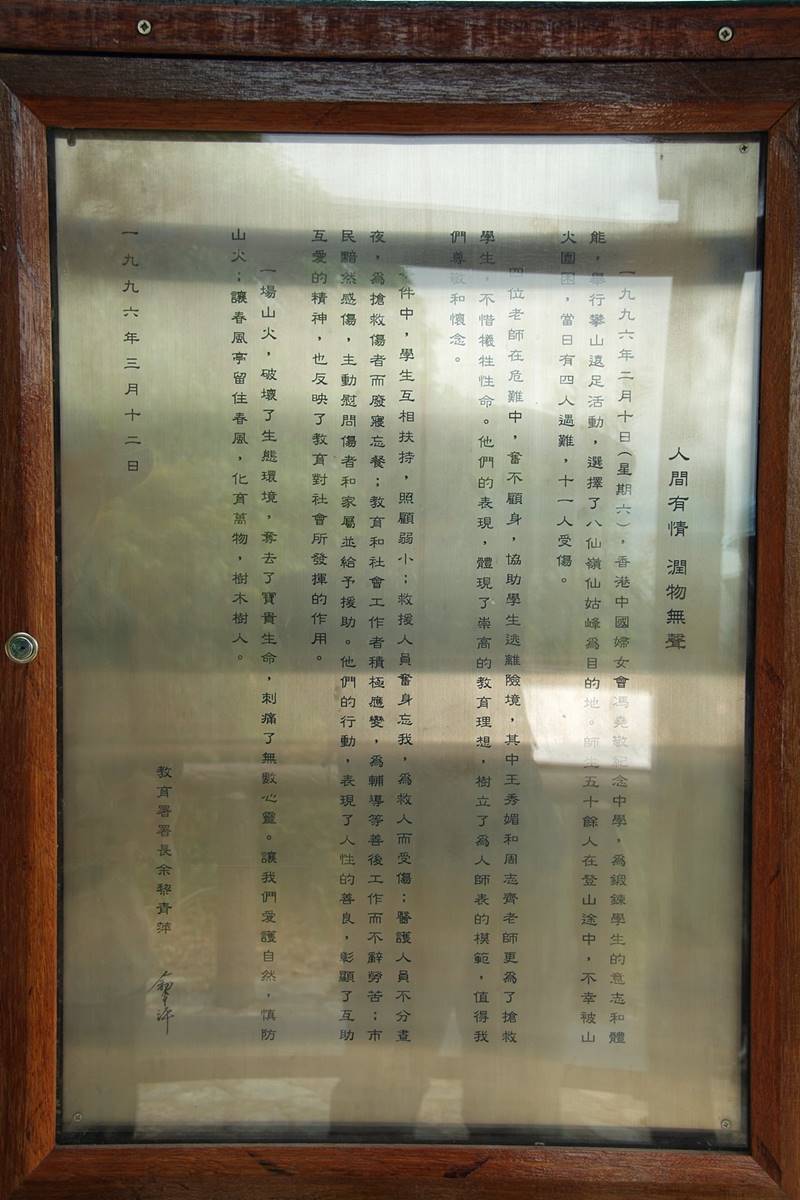 人間有情 潤物無聲
一九九六年二月十日（星期六），香港中國婦女會馮堯敬紀念中學，為鍛鍊學生的意志和體
能，舉行攀山遠足活動，選擇了八仙嶺仙姑峰為目的地。師生五十餘人在登山途中，不幸被山
火圍困，當日有四人遇難，十一人受傷。
四位老師在危難中，奮不顧身，協助學生逃離險境，其中王秀媚和周志齊老師更為了搶救
學生，不惜犧牲性命。他們的表現，體現了崇高的教育理想，樹立了為人師表的模範，值得我
們尊敬和懷念。
事件中，學生互相扶持，照顧弱小；救援人員奮身忘我，為救人而受傷；醫護人員不分晝
夜，為搶救傷者而廢寢忘餐；教育和社會工作者積極應變，為輔導等善後工作而不辭勞苦；市
民黯然感傷，主動慰問傷者和家屬並給予援助。他們的行動，表現了人性的善良，彰顯了互助
互愛的精神，也反映了教育對社會所發揮的作用。
一場山火，破壞了生態環境，奪去了寶貴生命，刺痛了無數心靈。讓我們愛護自然，慎防
山火；讓春風亭留住春風，化育萬物，樹木樹人。
教育署署長余黎青萍
一九九六年三月十二日